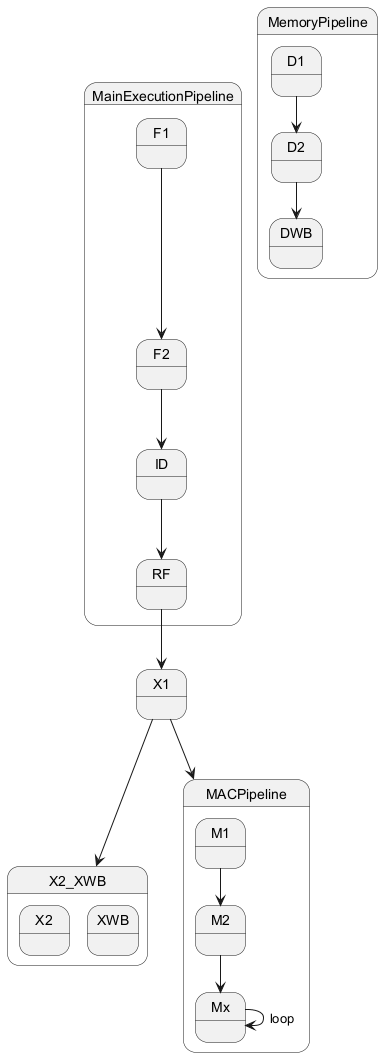 MemoryPipeline
D1
D2
DWB
MainExecutionPipeline
F1
F2
ID
RF
X1
X2_XWB
X2
XWB
MACPipeline
M1
M2
Mx
loop